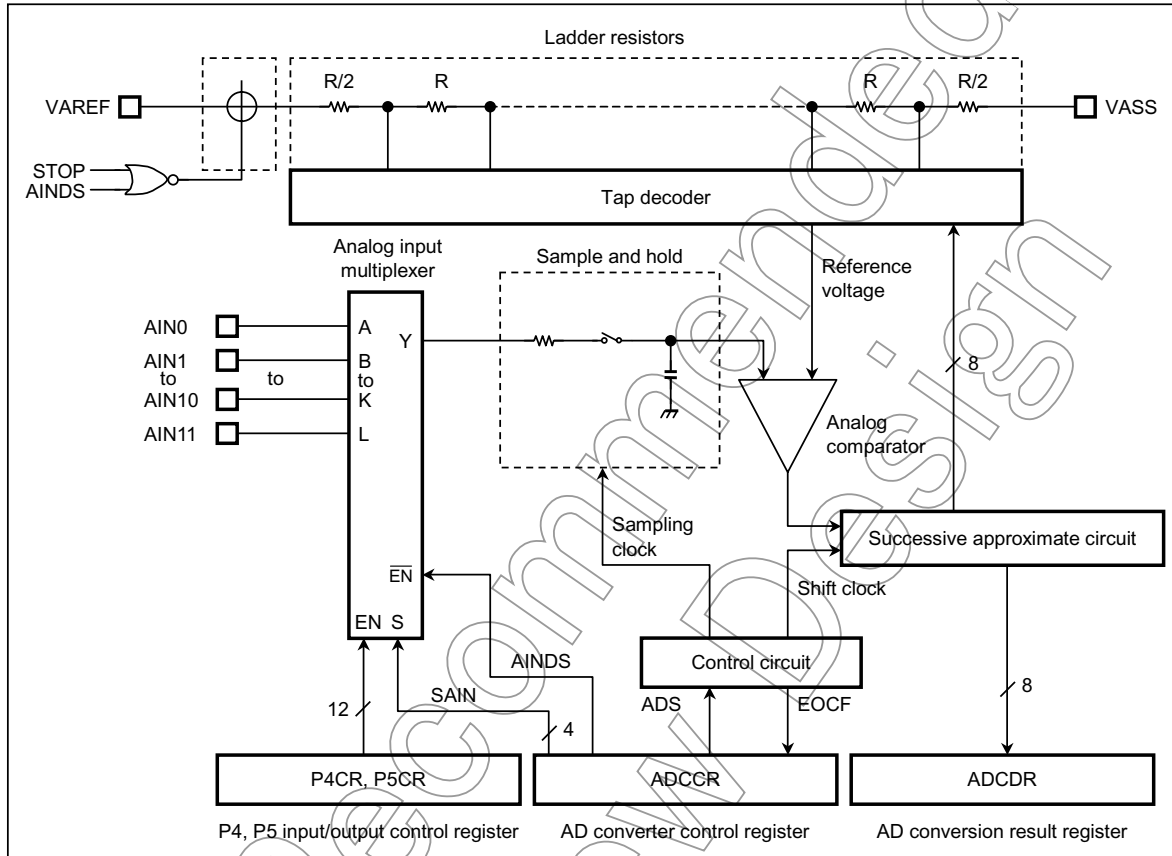 Ladder resistors
R/2
R
R
R/2
VAREF
VASS
STOP
AINDS
Tap decoder
Analog input
multiplexer
Sample and hold
Reference
voltage
AIN0
A
Y
AIN1
B
to
to
to
8
AIN10
K
AIN11
L
Analog
comparator
Sampling
clock
Successive approximate circuit
EN
Shift clock
EN S
AINDS
Control circuit
SAIN
ADS
EOCF
12
4
8
P4CR, P5CR
ADCCR
ADCDR
P4, P5 input/output control register
AD converter control register
AD conversion result register
ecommended
w Design